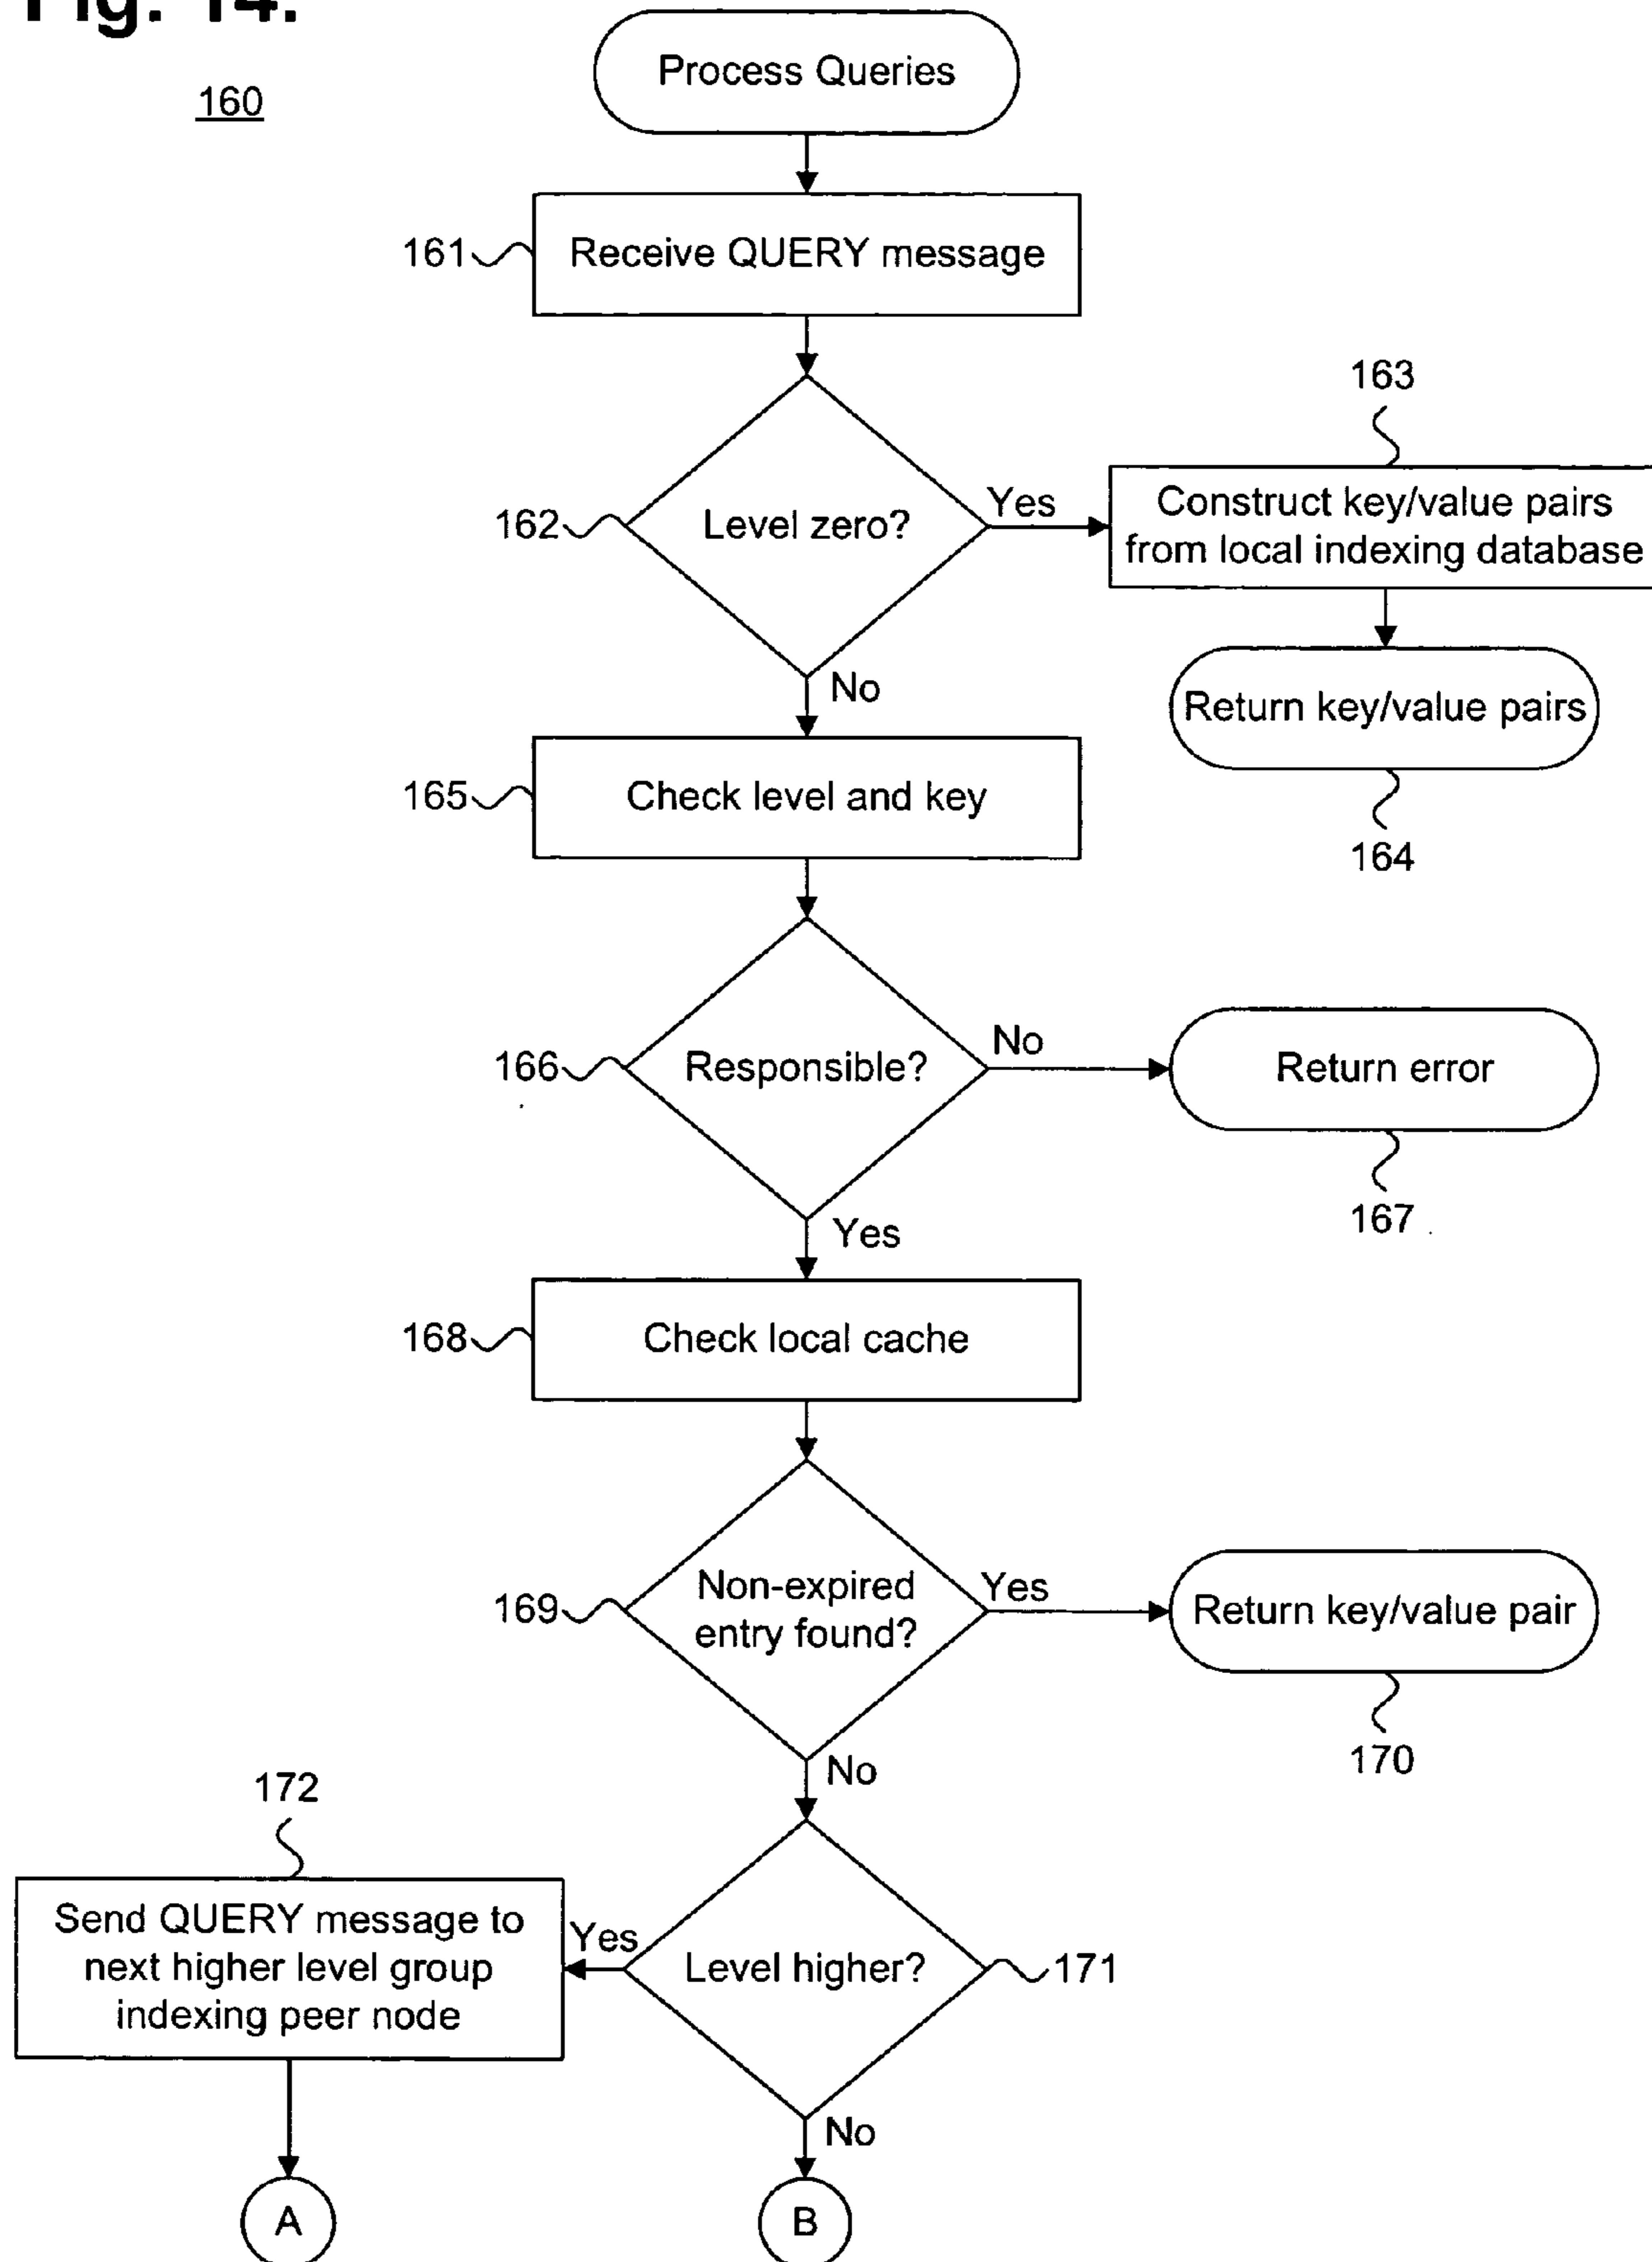 Fig. 14.
160
Process Queries
161
Receive QUERY message
163
162
Level zero?
Yes
Construct key/value pairs
from local indexing database
No
Return key/value pairs
164
165
Check level and key
166
Responsible?
No
Return error
167
Yes
168
Check local cache
169
Non-expired
entry found?
Yes
Return key/value pair
170
No
172
Send QUERY message to
next higher level group
indexing peer node
Yes
Level higher?
171
No
A
B